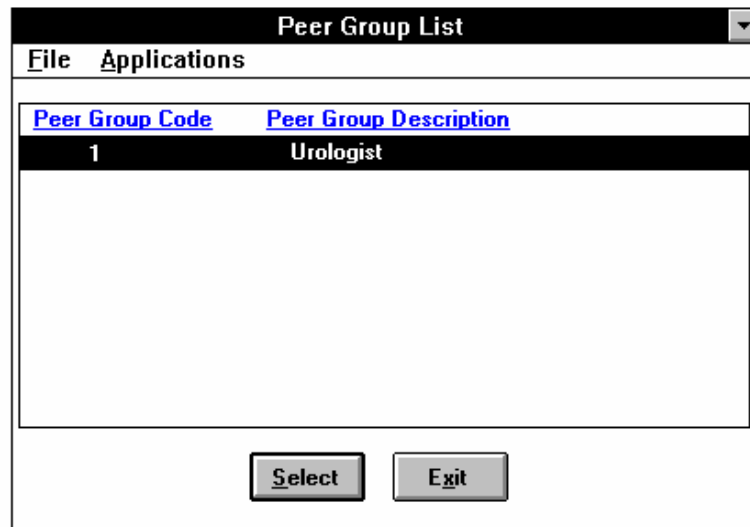 Peer Group List
File Applications
Peer Group Code Peer Group Description
1 Urologist
Select Exit